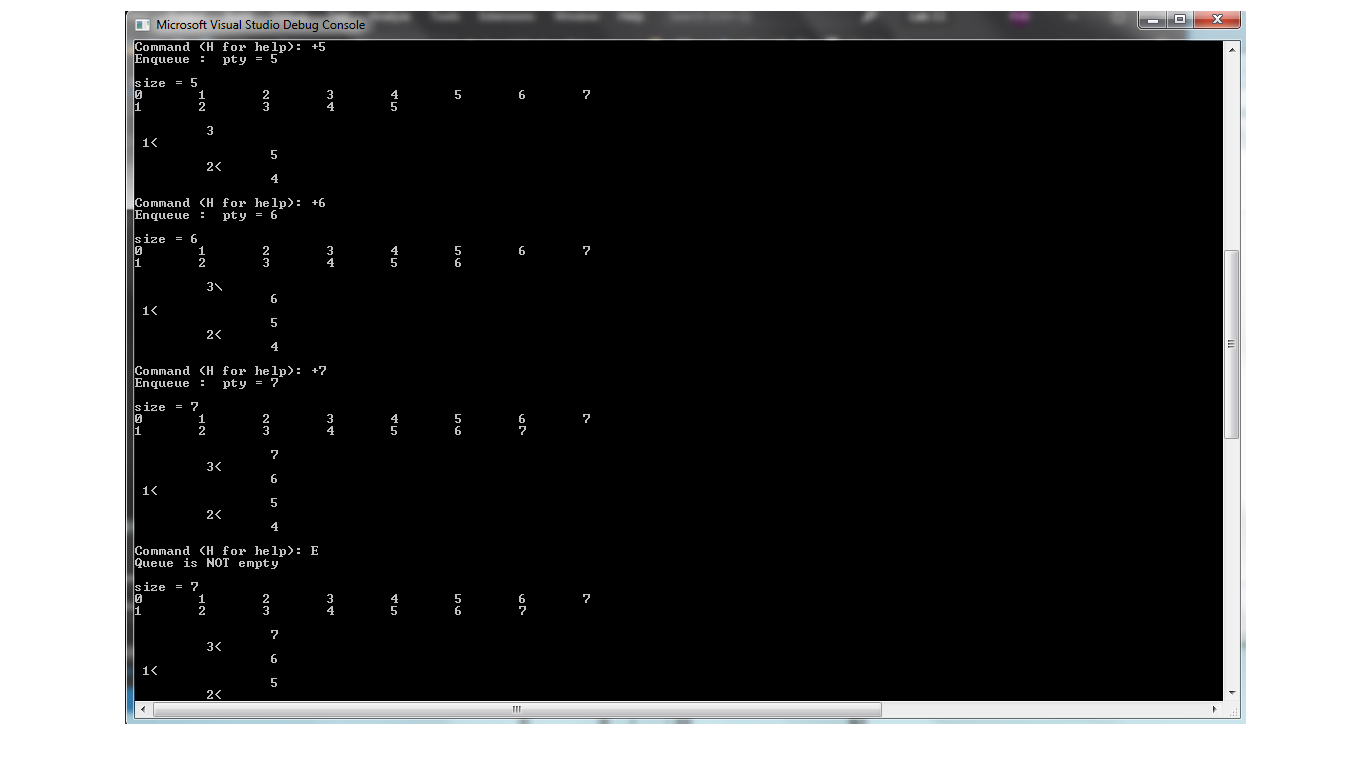 Microsoft Visual Studio Debug Console
Command (H for help): +5
Enqueue :  pty = 5
size = 5
0 1 2 3 4 5 6 7
1 2 3 4 5
3
1<
5
2<
4
Command (H for help): +6
Enqueue :  pty = 6
size = 6
0 1 2 3 4 5 6 7
1 2 3 4 5 6
3\
6
1<
5
2<
4
Command (H for help): +7
Enqueue :  pty = 7
size = 7
0 1 2 3 4 5 6 7
1 2 3 4 5 6 7
7
3<
6
1<
5
2<
4
Command (H for help): E
Queue is NOT empty
size = 7
0 1 2 3 4 5 6 7
1 2 3 4 5 6 7
7
3<
6
1<
5
2<